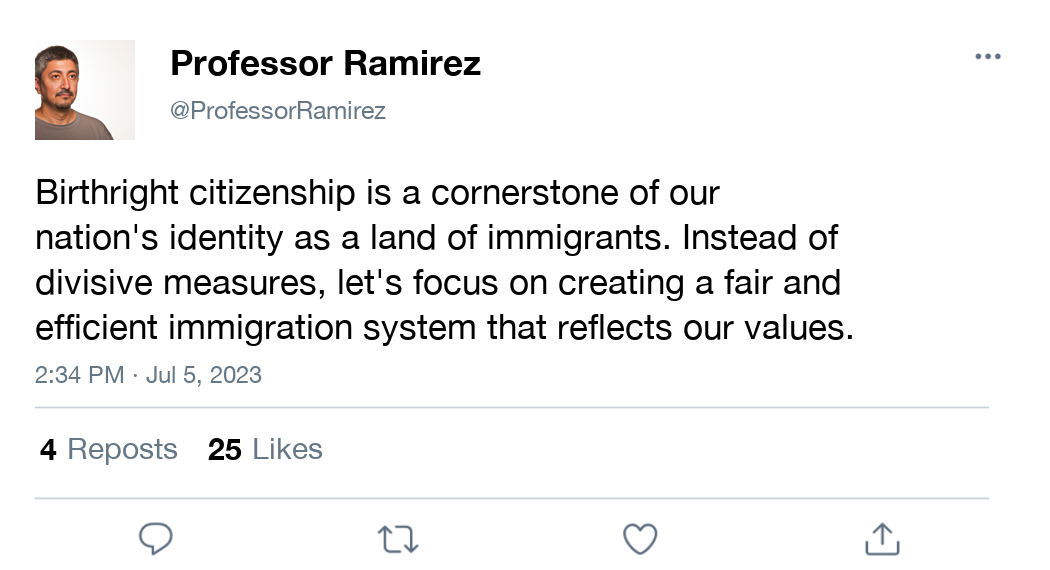 Professor Ramirez
@ProfessorRamirez
Birthright citizenship is a cornerstone of our
nation's identity as a land of immigrants. Instead of
divisive measures, let's focus on creating a fair and
efficient immigration system that reflects our values.
2:34 PM · Jul 5, 2023
4 Reposts 25 Likes